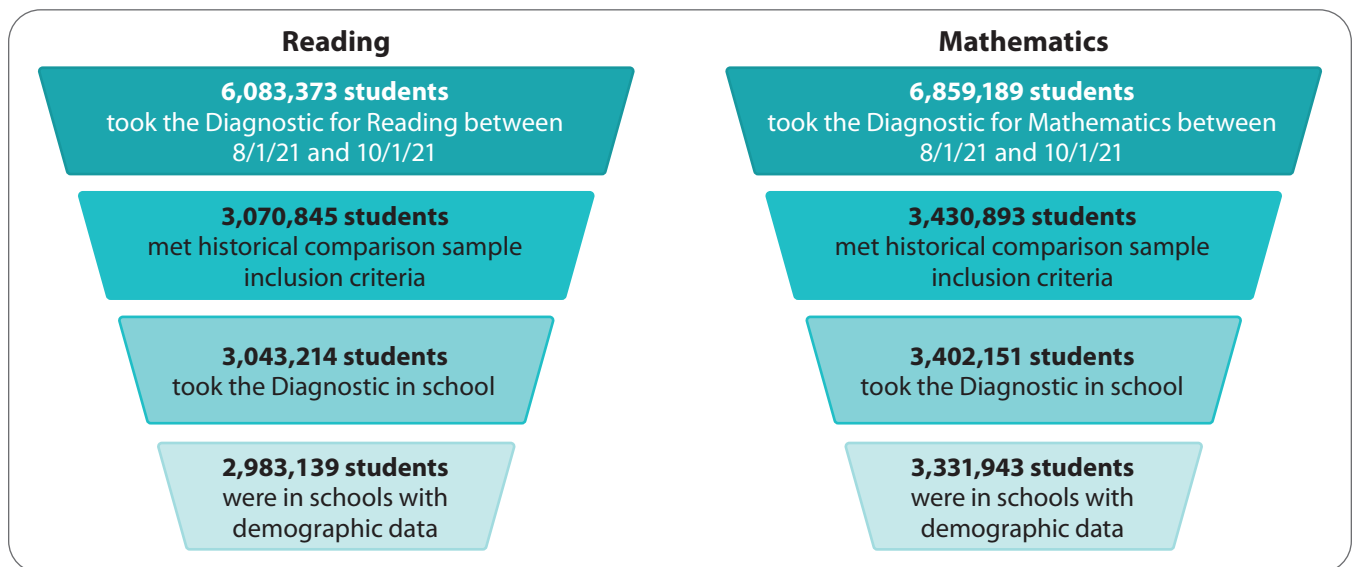 Reading
6,083,373 students
took the Diagnostic for Reading between
8/1/21 and 10/1/21
3,070,845 students
met historical comparison sample
inclusion criteria
3,043,214 students
took the Diagnostic in school
2,983,139 students
were in schools with
demographic data
Mathematics
6,859,189 students
took the Diagnostic for Mathematics between
8/1/21 and 10/1/21
3,430,893 students
met historical comparison sample
inclusion criteria
3,402,151 students
took the Diagnostic in school
3,331,943 students
were in schools with
demographic data